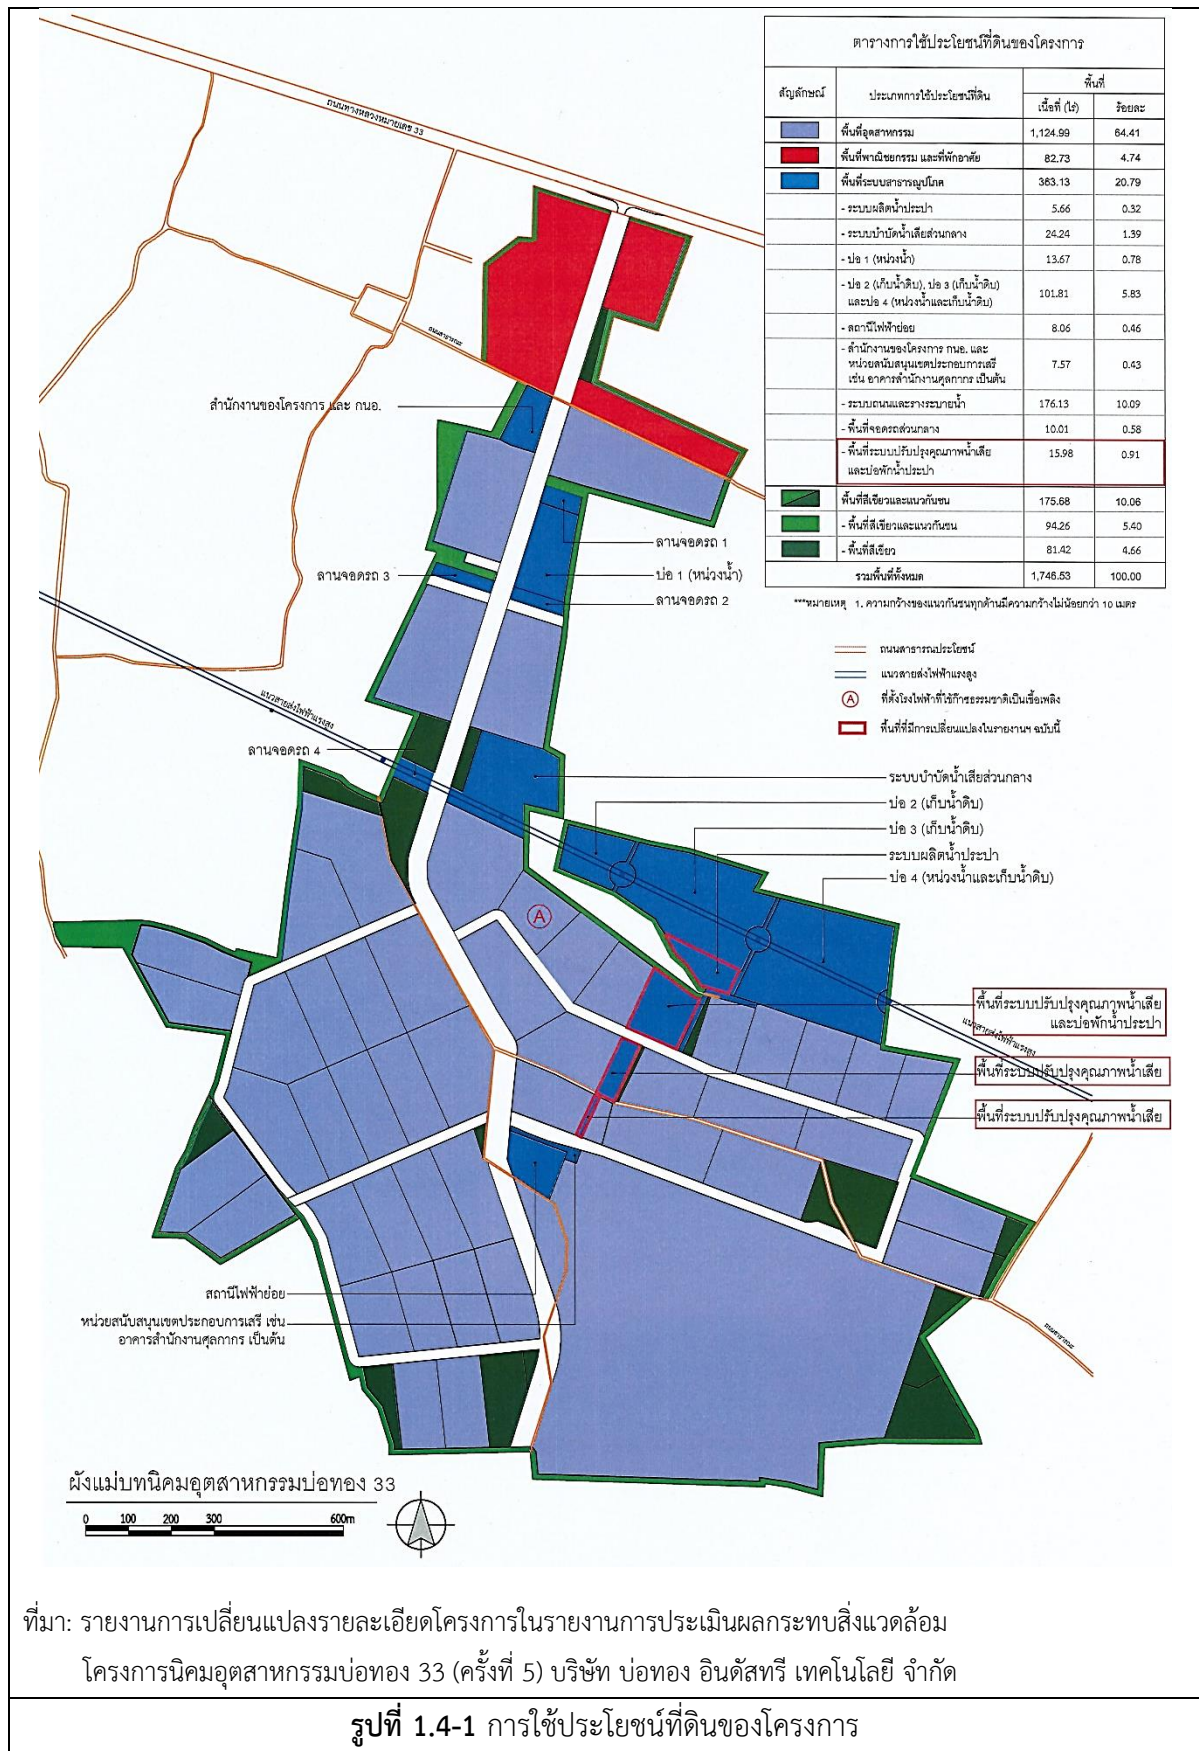 ตารางการใช้ประโยชน์ที่ดินของโครงการ
สัญลักษณ์
ประเภทการใช้ประโยชน์ที่ดิน
พื้นที่
เนื้อที่ (ไร่)
ร้อยละ
พื้นที่อุตสาหกรรม 1,124.99 64.41
พื้นที่พาณิชยกรรม และที่พักอาศัย 82.73 4.74
พื้นที่ระบบสาธารณูปโภค 363.13 20.79
- ระบบผลิตน้ำประปา 5.66 0.32
- ระบบบำบัดน้ำเสียส่วนกลาง 24.24 1.39
- บ่อ 1 (หน่วงน้ำ) 13.67 0.78
- บ่อ 2 (เก็บน้ำดิบ), บ่อ 3 (เก็บน้ำดิบ)
และบ่อ 4 (หน่วงน้ำและเก็บน้ำดิบ) 101.81 5.83
- สถานีไฟฟ้าย่อย 8.06 0.46
- สำนักงานของโครงการ กนอ. และ
หน่วยสนับสนุนเขตประกอบการเสรี 7.57 0.43
เช่น อาคารสำนักงานศุลกากร เป็นต้น
- ระบบถนนและรางระบายน้ำ 176.13 10.09
- พื้นที่จอดรถส่วนกลาง 10.01 0.58
- พื้นที่ระบบปรับปรุงคุณภาพน้ำเสีย 15.98 0.91
และบ่อพักน้ำประปา
พื้นที่สีเขียวและแนวกันชน 175.68 10.06
- พื้นที่สีเขียวและแนวกันชน 94.26 5.40
- พื้นที่สีเขียว 81.42 4.66
รวมพื้นที่ทั้งหมด 1,746.53 100.00
***หมายเหตุ 1. ความกว้างของแนวกันชนทุกด้านมีความกว้างไม่น้อยกว่า 10 เมตร
ถนนสาธารณประโยชน์
แนวสายส่งไฟฟ้าแรงสูง
A ที่ตั้งโรงไฟฟ้าที่ใช้ก๊าซธรรมชาติเป็นเชื้อเพลิง
พื้นที่ที่มีการเปลี่ยนแปลงในรายงานฯ ฉบับนี้
ถนนทางหลวงหมายเลข 33
ถนนสาธารณะ
สำนักงานของโครงการ และ กนอ.
ลานจอดรถ 1
ลานจอดรถ 3
บ่อ 1 (หน่วงน้ำ)
ลานจอดรถ 2
แนวสายส่งไฟฟ้าแรงสูง
ลานจอดรถ 4
ระบบบำบัดน้ำเสียส่วนกลาง
บ่อ 2 (เก็บน้ำดิบ)
บ่อ 3 (เก็บน้ำดิบ)
ระบบผลิตน้ำประปา
บ่อ 4 (หน่วงน้ำและเก็บน้ำดิบ)
A
พื้นที่ระบบปรับปรุงคุณภาพน้ำเสีย
และบ่อพักน้ำประปา
แนวสายส่งไฟฟ้าแรงสูง
พื้นที่ระบบปรับปรุงคุณภาพน้ำเสีย
พื้นที่ระบบปรับปรุงคุณภาพน้ำเสีย
สถานีไฟฟ้าย่อย
หน่วยสนับสนุนเขตประกอบการเสรี เช่น
อาคารสำนักงานศุลกากร เป็นต้น
ถนนสาธารณะ
ผังแม่บทนิคมอุตสาหกรรมบ่อทอง 33
0 100 200 300 600m
ที่มา: รายงานการเปลี่ยนแปลงรายละเอียดโครงการในรายงานการประเมินผลกระทบสิ่งแวดล้อม
โครงการนิคมอุตสาหกรรมบ่อทอง 33 (ครั้งที่ 5) บริษัท บ่อทอง อินดัสทรี เทคโนโลยี จำกัด
รูปที่ 1.4-1 การใช้ประโยชน์ที่ดินของโครงการ